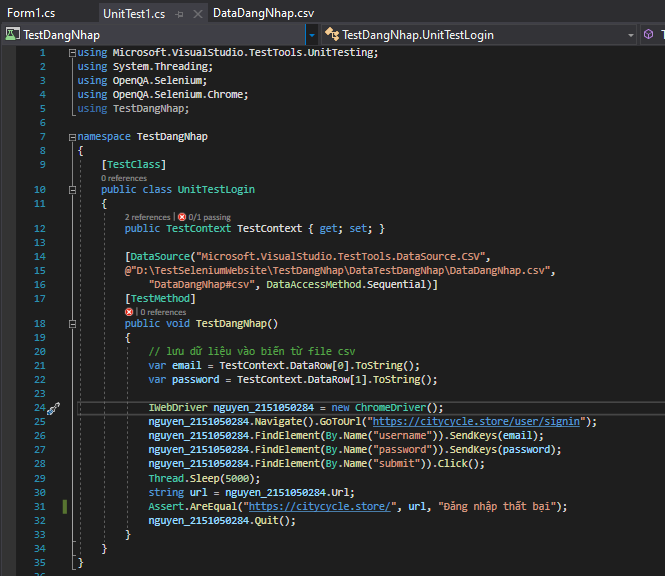 Form1.cs UnitTest1.cs DataDangNhap.csv
TestDangNhap TestDangNhap.UnitTestLogin
1 using Microsoft.VisualStudio.TestTools.UnitTesting;
2 using System.Threading;
3 using OpenQA.Selenium;
4 using OpenQA.Selenium.Chrome;
5 using TestDangNhap;
6
7 namespace TestDangNhap
8 {
9 [TestClass]
0 references
10 public class UnitTestLogin
11 {
2 references | 0/1 passing
12 public TestContext TestContext { get; set; }
13
14 [DataSource("Microsoft.VisualStudio.TestTools.DataSource.CSV",
15 @"D:\TestSeleniumWebsite\TestDangNhap\DataTestDangNhap\DataDangNhap.csv",
16 "DataDangNhap#csv", DataAccessMethod.Sequential)]
17 [TestMethod]
| 0 references
18 public void TestDangNhap()
19 {
20 // lưu dữ liệu vào biến từ file csv
21 var email = TestContext.DataRow[0].ToString();
22 var password = TestContext.DataRow[1].ToString();
23
24 IWebDriver nguyen_2151050284 = new ChromeDriver();
25 nguyen_2151050284.Navigate().GoToUrl("https://citycycle.store/user/signin");
26 nguyen_2151050284.FindElement(By.Name("username")).SendKeys(email);
27 nguyen_2151050284.FindElement(By.Name("password")).SendKeys(password);
28 nguyen_2151050284.FindElement(By.Name("submit")).Click();
29 Thread.Sleep(5000);
30 string url = nguyen_2151050284.Url;
31 Assert.AreEqual("https://citycycle.store/", url, "Đăng nhập thất bại");
32 nguyen_2151050284.Quit();
33 }
34 }
35 }
36